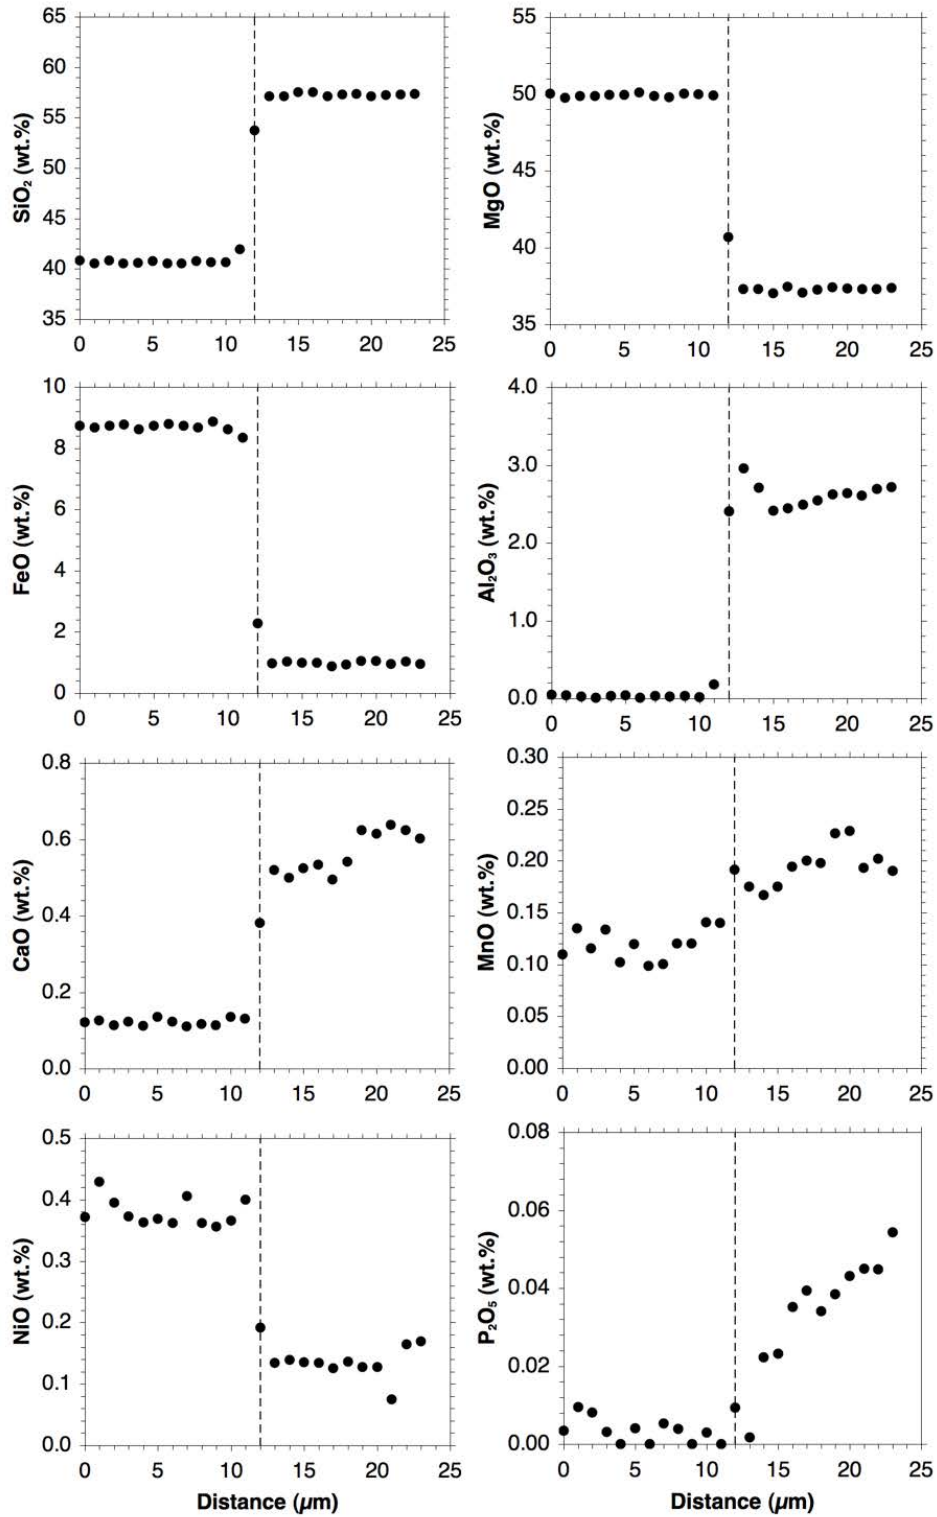 SiO₂ (wt.%)
65
60
55
50
45
40
35
0 5 10 15 20 25
MgO (wt.%)
55
50
45
40
35
0 5 10 15 20 25
FeO (wt.%)
10
8
6
4
2
0
0 5 10 15 20 25
Al₂O₃ (wt.%)
4.0
3.0
2.0
1.0
0.0
0 5 10 15 20 25
CaO (wt.%)
0.8
0.6
0.4
0.2
0.0
0 5 10 15 20 25
MnO (wt.%)
0.30
0.25
0.20
0.15
0.10
0.05
0.00
0 5 10 15 20 25
NiO (wt.%)
0.5
0.4
0.3
0.2
0.1
0.0
0 5 10 15 20 25
Distance (µm)
P₂O₅ (wt.%)
0.08
0.06
0.04
0.02
0.00
0 5 10 15 20 25
Distance (µm)